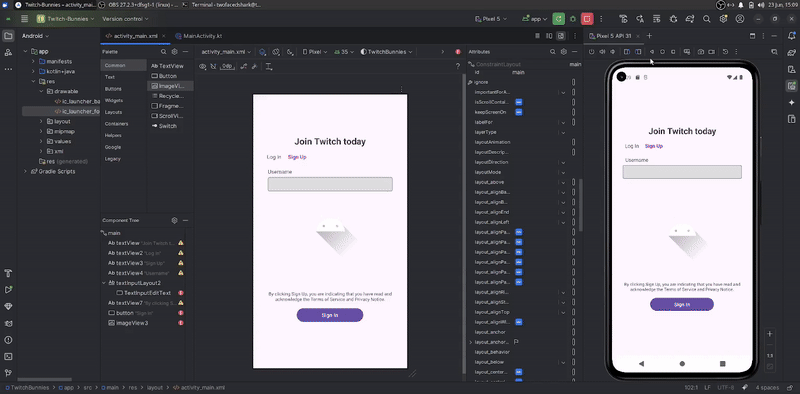 Activities
OBS 27.2.3+dfsg1-1 (linux)
Terminal - twofacedshark@t...
23 Jun, 15:09
TB Twitch-Bunnies
Version control
Pixel 5
app
activity_main.xml
MainActivity.kt
Android
app
manifests
kotlin+java
res
drawable
layout
mipmap
values
xml
res (generated)
Gradle Scripts
Palette
Common
Text
Buttons
Widgets
Layouts
Containers
Helpers
Google
Legacy
Ab TextView
Button
ImageVi...
Recycle...
Fragme...
ScrollVi...
Switch
Component Tree
main
Ab textView "Join Twitch t...
Ab textView2 "Log in"
Ab textView3 "Sign Up"
Ab textView4 "Username"
textInputLayout2
TextInputEditText
Ab textView7 "By clicking S...
button "Sign In"
imageView3
activity_main.xml
Pixel
35
TwitchBunnies
Join Twitch today
Log in
Sign Up
Username
By clicking Sign Up, you are indicating that you have read and
acknowledge the Terms of Service and Privacy Notice.
Sign In
Attributes
ConstraintLayout
id
main
ignore
importantForA...
isScrollContai...
keepScreenOn
labelFor
layerType
layoutAnimation
layoutDescrip...
layoutDirection
layoutMode
layout_above
layout_alignBa...
layout_alignB...
layout_alignEnd
layout_alignLeft
layout_alignPa...
layout_alignPa...
layout_alignPa...
layout_alignPa...
layout_alignPa...
layout_alignR...
layout_alignSt...
layout_alignTop
layout_alignWi...
layout_anchor
layout_anchor...
layout_behavior
layout_below
layout_center...
Pixel 5 API 31
Join Twitch today
Log in
Sign Up
Username
By clicking Sign Up, you are indicating that you have read and
acknowledge the Terms of Service and Privacy Notice.
Sign In
1:1
TwitchBunnies
app
src
main
res
layout
activity_main.xml
102:1
LF
UTF-8
4 spaces